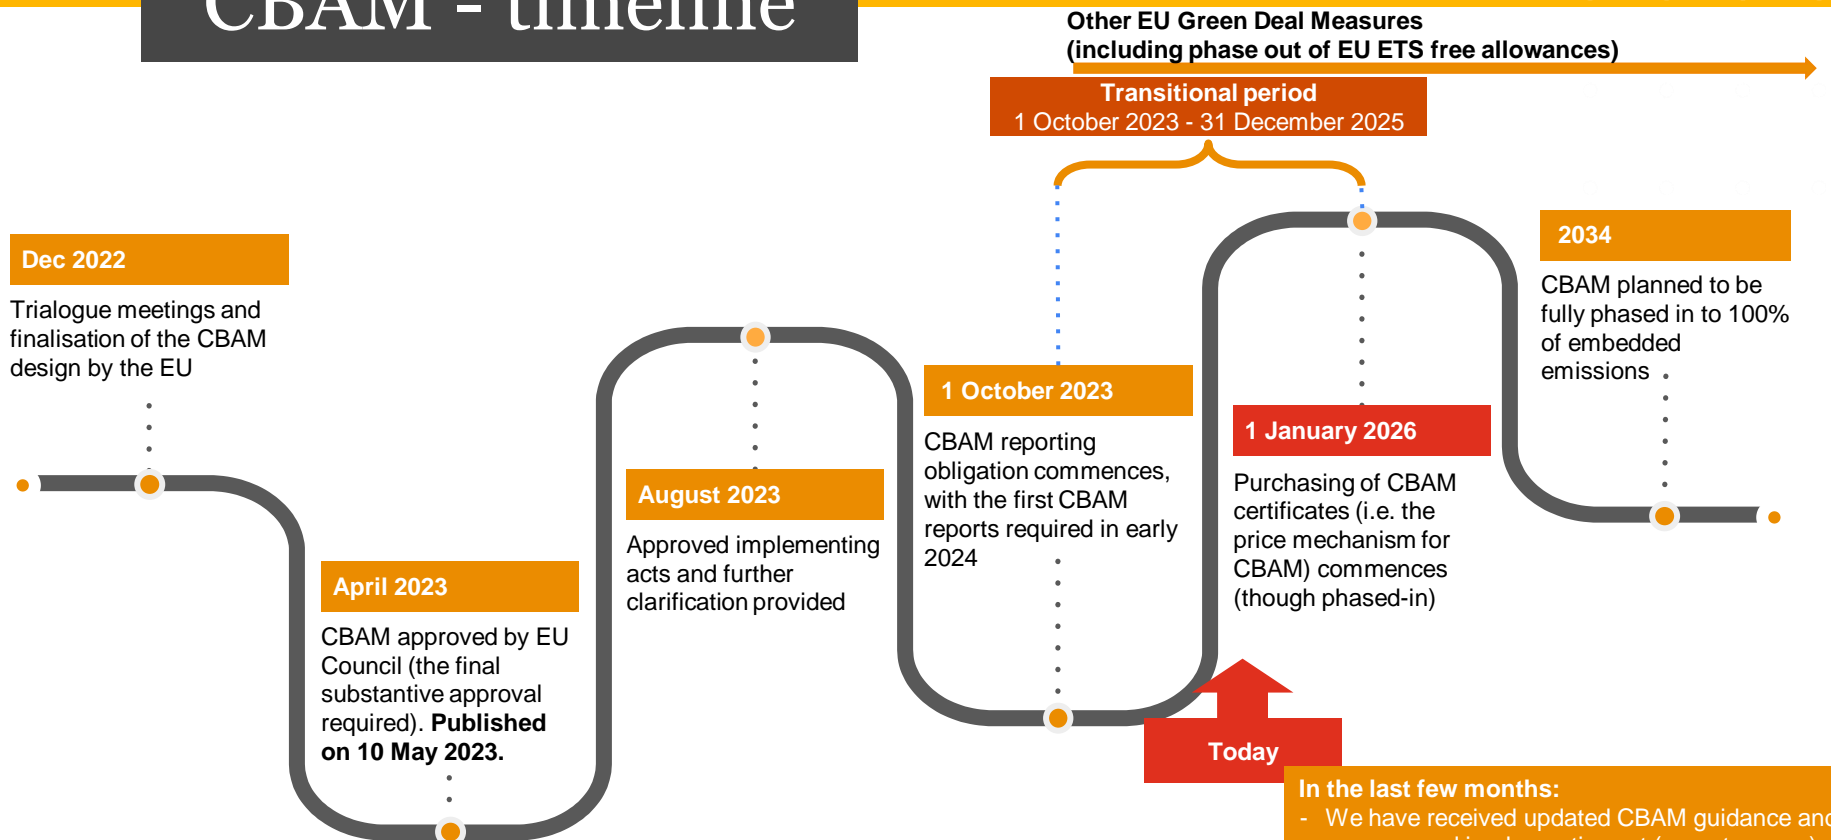 CBAM - timeline
Other EU Green Deal Measures
(including phase out of EU ETS free allowances)
Transitional period
1 October 2023 - 31 December 2025
Dec 2022
Trialogue meetings and
finalisation of the CBAM
design by the EU
April 2023
CBAM approved by EU
Council (the final
substantive approval
required). Published
on 10 May 2023.
August 2023
Approved implementing
acts and further
clarification provided
1 October 2023
CBAM reporting
obligation commences,
with the first CBAM
reports required in early
2024
1 January 2026
Purchasing of CBAM
certificates (i.e. the
price mechanism for
CBAM) commences
(though phased-in)
2034
CBAM planned to be
fully phased in to 100%
of embedded
emissions
Today
In the last few months:
- We have received updated CBAM guidance and